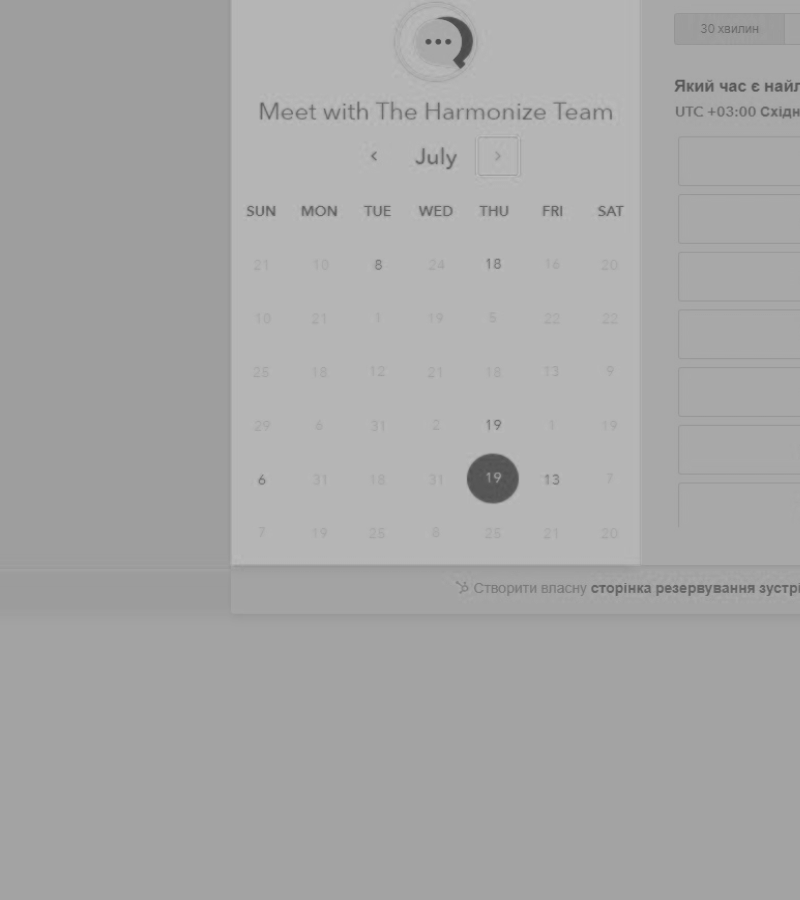 30 хвилин
Meet with The Harmonize Team
Який час є найл
UTC +03:00 Східн
July
SUN MON TUE WED THU FRI SAT
21 10 8 24 18 16 20
10 21 1 19 5 22 22
25 18 12 21 18 13 9
29 6 31 2 19 1 19
6 31 18 31 19 13 7
7 19 25 8 25 21 20
Створити власну сторінка резервування зустрі